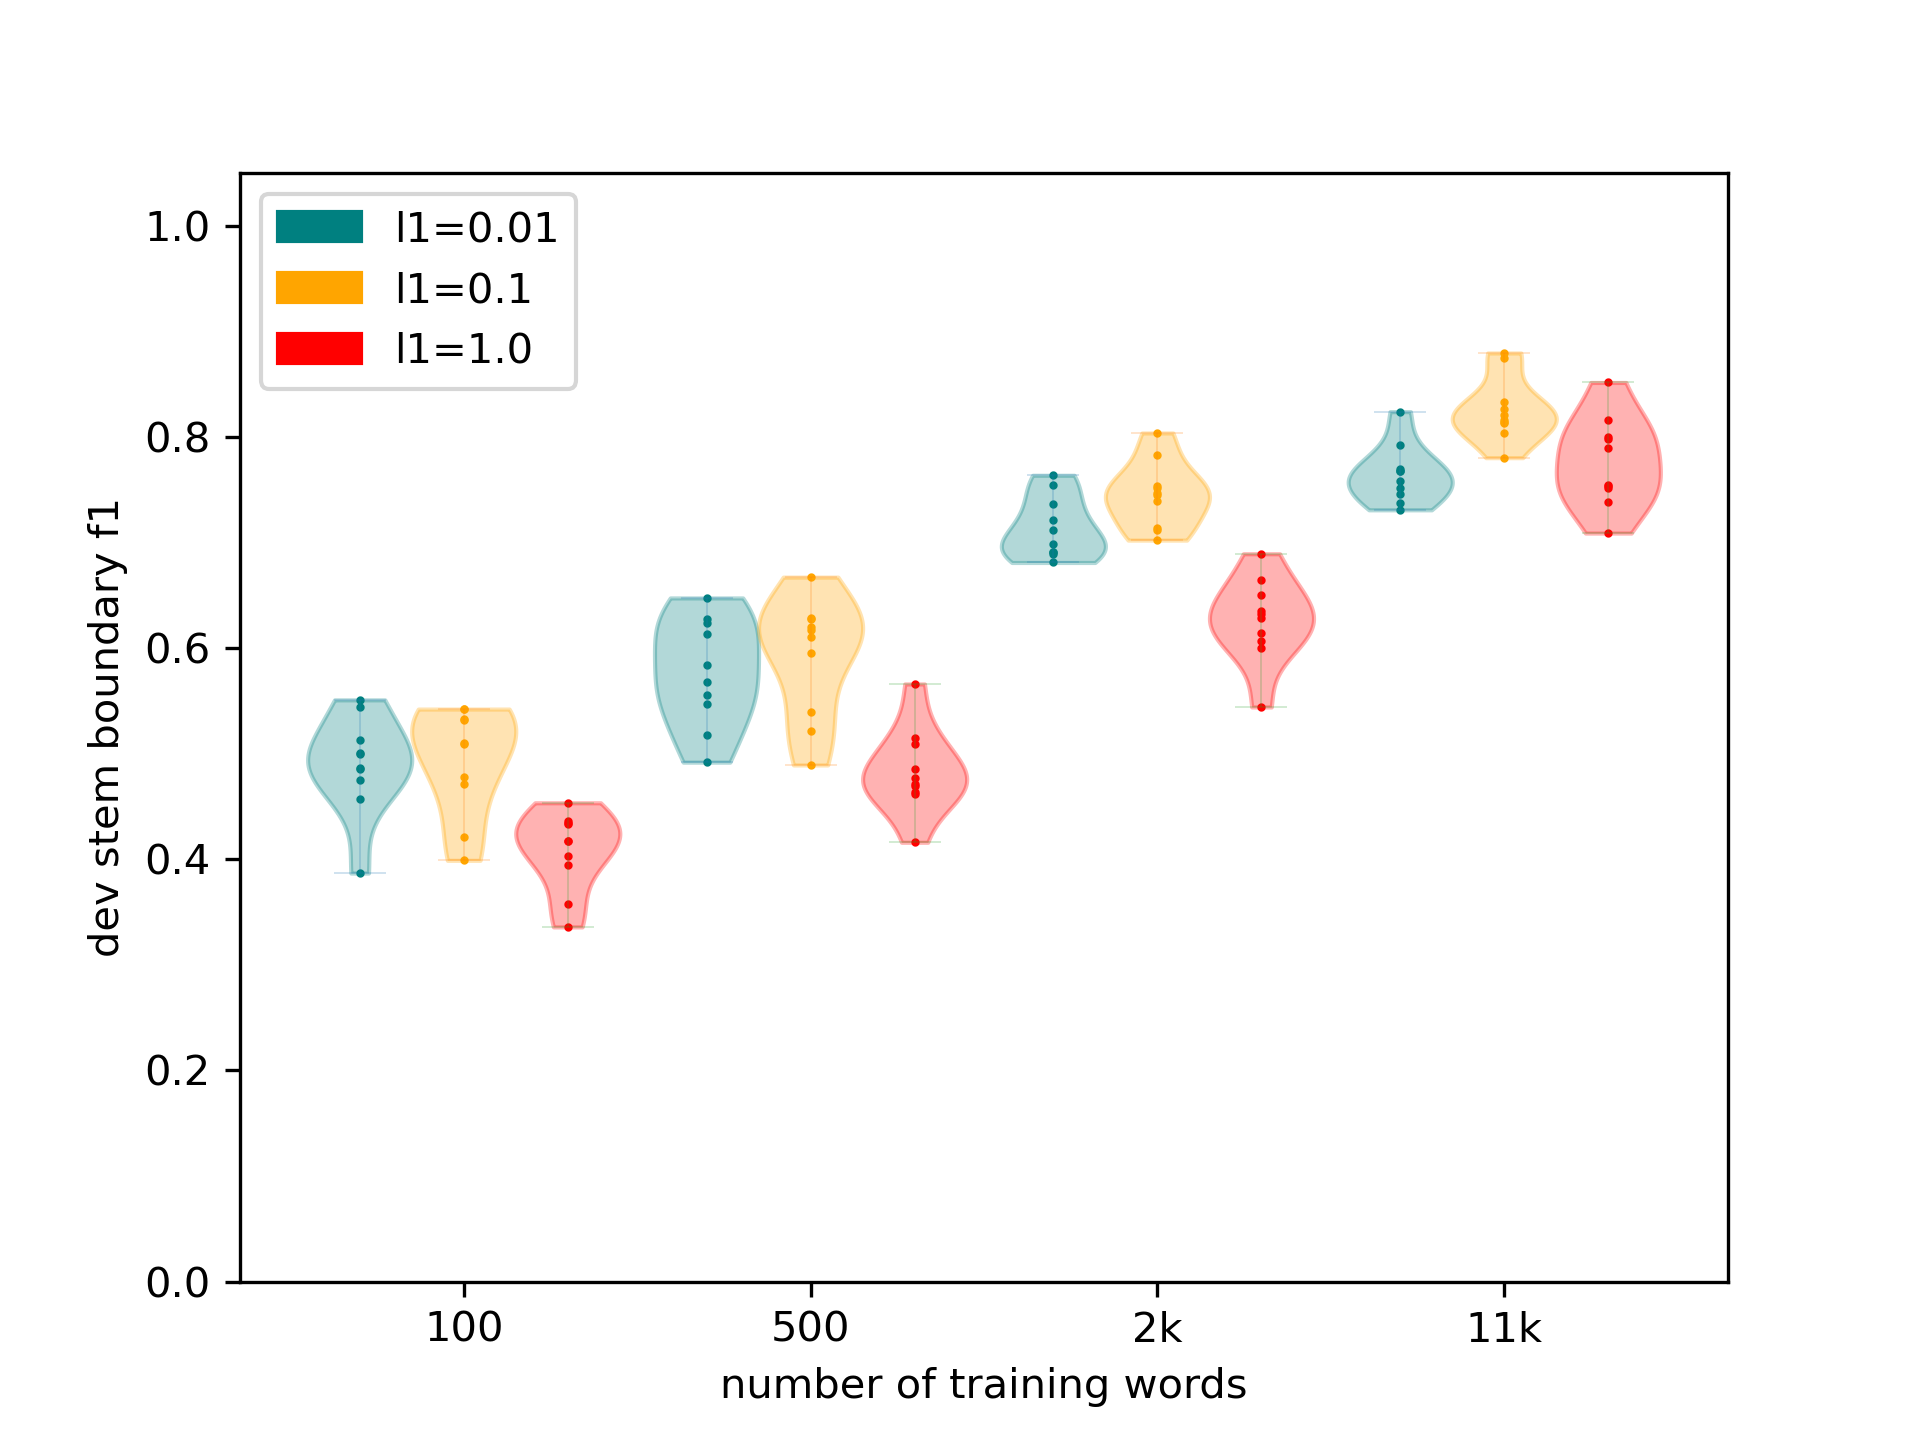 l1=0.01
l1=0.1
l1=1.0
1.0
0.8
0.6
0.4
0.2
0.0
dev stem boundary f1
100 500 2k 11k
number of training words